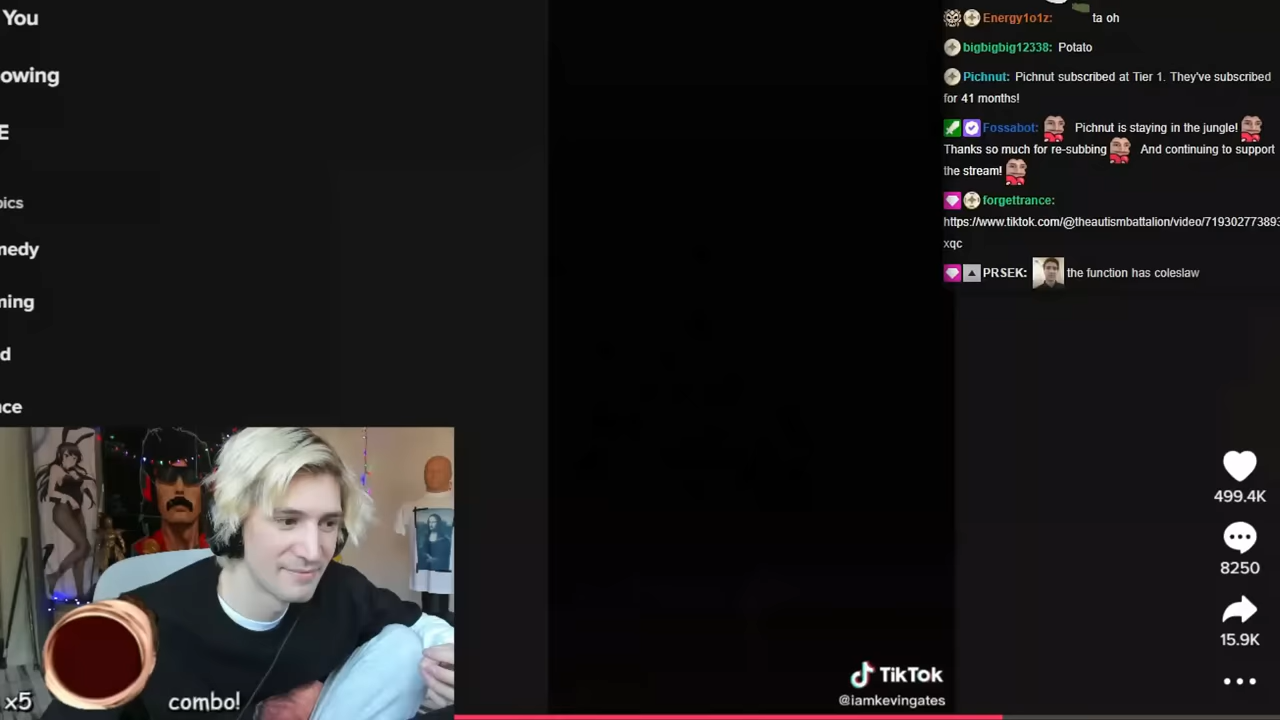 You
owing
E
pics
medy
ming
d
nce
Energy1o1z: ta oh
bigbigbig12338: Potato
Pichnut: Pichnut subscribed at Tier 1. They've subscribed
for 41 months!
Fossabot: Pichnut is staying in the jungle!
Thanks so much for re-subbing And continuing to support
the stream!
forgettrance:
https://www.tiktok.com/@theautismbattalion/video/719302773893
xqc
PRSEK: the function has coleslaw
499.4K
8250
15.9K
TikTok
@iamkevingates
x5
combo!